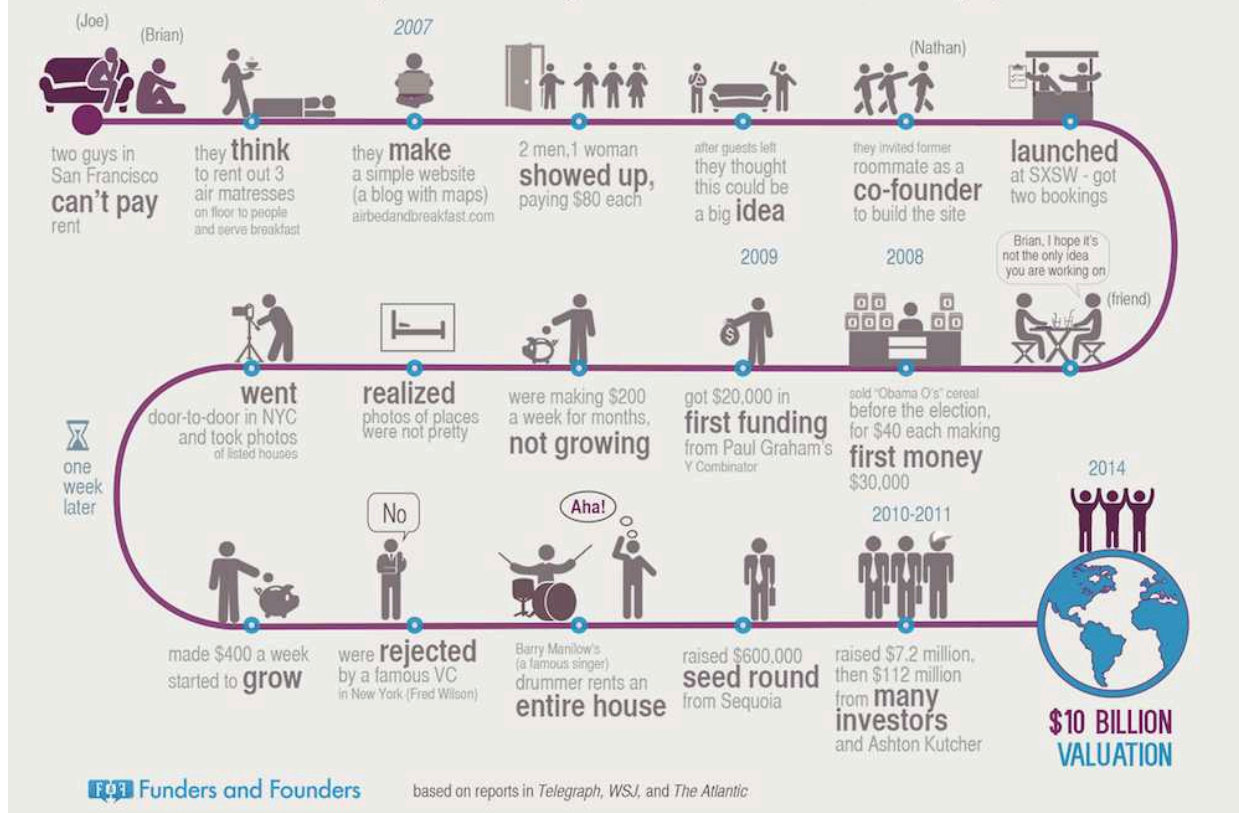 (Joe)
(Brian)
2007
(Nathan)
two guys in
San Francisco
can't pay
rent
they think
to rent out 3
air matresses
on floor to people
and serve breakfast
they make
a simple website
(a blog with maps)
airbedandbreakfast.com
2 men,1 woman
showed up,
paying $80 each
after guests left
they thought
this could be
a big idea
they invited former
roommate as a
co-founder
to build the site
launched
at SXSW - got
two bookings
Brian, I hope it's
not the only idea
you are working on
(friend)
2008
sold "Obama O's" cereal
before the election,
for $40 each making
first money
$30,000
2009
got $20,000 in
first funding
from Paul Graham's
Y Combinator
were making $200
a week for months,
not growing
realized
photos of places
were not pretty
went
door-to-door in NYC
and took photos
of listed houses
one
week
later
made $400 a week
started to grow
No
were rejected
by a famous VC
in New York (Fred Wilson)
Aha!
Barry Manilow's
(a famous singer)
drummer rents an
entire house
raised $600,000
seed round
from Sequoia
2010-2011
raised $7.2 million,
then $112 million
from many
investors
and Ashton Kutcher
2014
$10 BILLION
VALUATION
Funders and Founders
based on reports in Telegraph, WSJ, and The Atlantic